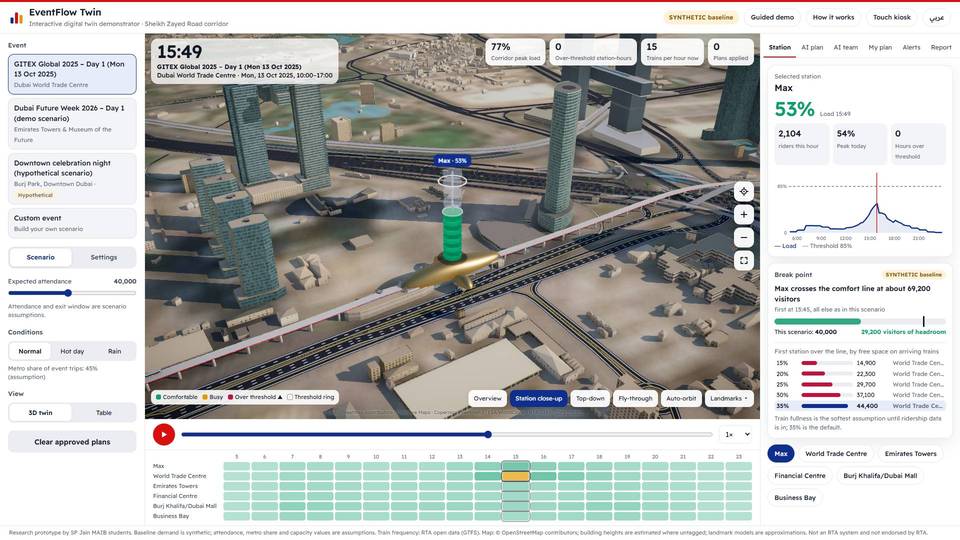 EventFlow Twin
Interactive digital twin demonstrator · Sheikh Zayed Road corridor
SYNTHETIC baseline
Guided demo
How it works
Touch kiosk
عربي
Event
GITEX Global 2025 – Day 1 (Mon
13 Oct 2025)
Dubai World Trade Centre
Dubai Future Week 2026 – Day 1
(demo scenario)
Emirates Towers & Museum of the
Future
Downtown celebration night
(hypothetical scenario)
Burj Park, Downtown Dubai ·
Hypothetical
Custom event
Build your own scenario
Scenario
Settings
Expected attendance 40,000
Attendance and exit window are scenario
assumptions.
Conditions
Normal
Hot day
Rain
Metro share of event trips: 45%
(assumption)
View
3D twin
Table
Clear approved plans
15:49
GITEX Global 2025 – Day 1 (Mon 13 Oct 2025)
Dubai World Trade Centre · Mon, 13 Oct 2025, 10:00–17:00
77%
Corridor peak load
0
Over-threshold station-hours
15
Trains per hour now
0
Plans applied
Max · 53%
Comfortable
Busy
Over threshold ▲
Threshold ring
Overview
Station close-up
Top-down
Fly-through
Auto-orbit
Landmarks
1×
5 6 7 8 9 10 11 12 13 14 15 16 17 18 19 20 21 22 23
Max
World Trade Centre
Emirates Towers
Financial Centre
Burj Khalifa/Dubai Mall
Business Bay
Station
AI plan
AI team
My plan
Alerts
Report
Selected station
Max
53% Load 15:49
2,104
riders this hour
54%
Peak today
0
Hours over
threshold
85%
0
6:00 9:00 12:00 15:00 18:00 21:00
Load
Threshold 85%
Break point
SYNTHETIC baseline
Max crosses the comfort line at about 69,200
visitors
first at 15:45, all else as in this scenario
This scenario: 40,000
29,200 visitors of headroom
First station over the line, by free space on arriving trains
15% 14,900 World Trade Cen...
20% 22,300 World Trade Cen...
25% 29,700 World Trade Cen...
30% 37,100 World Trade Cen...
35% 44,400 World Trade Ce...
Train fullness is the softest assumption until ridership data
is in; 35% is the default.
Max
World Trade Centre
Emirates Towers
Financial Centre
Burj Khalifa/Dubai Mall
Business Bay
Research prototype by SP Jain MAIB students. Baseline demand is synthetic; attendance, metro share and capacity values are assumptions. Train frequency: RTA open data (GTFS). Map: © OpenStreetMap contributors; building heights are estimated where untagged; landmark models are approximations. Not an RTA system and not endorsed by RTA.